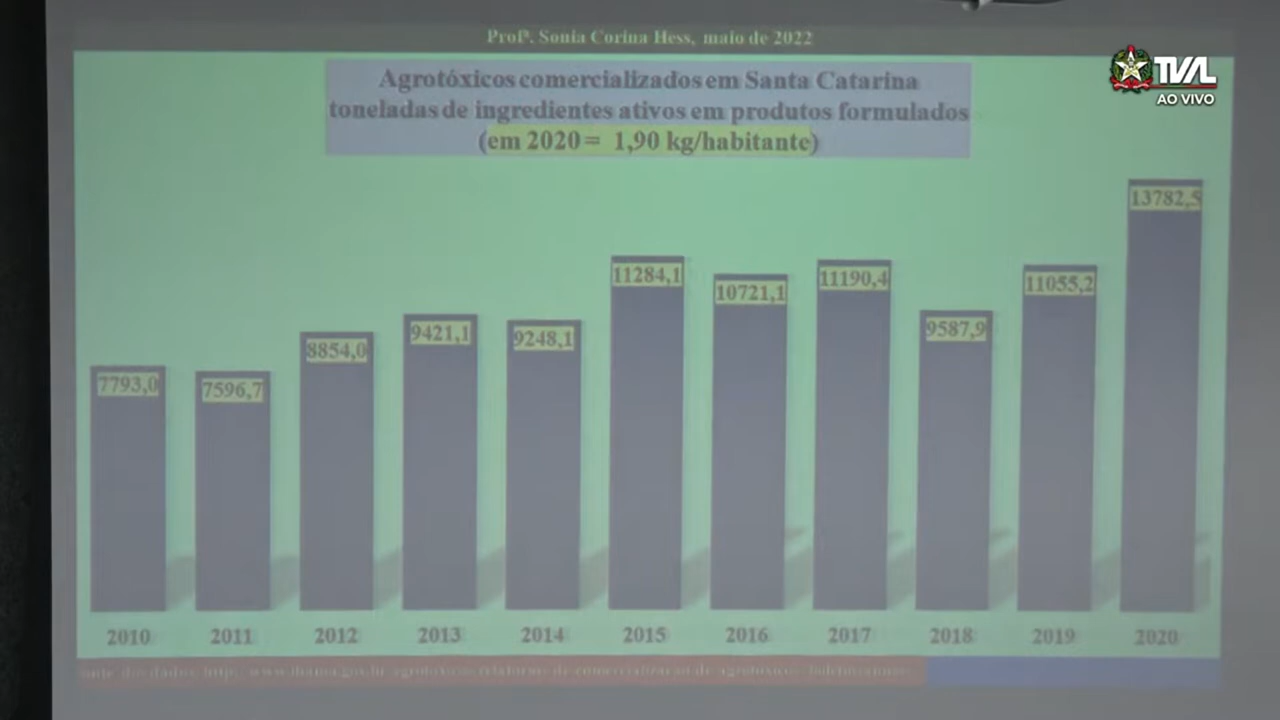 Profª. Sonia Corina Hess, maio de 2022
TVAL
AO VIVO
Agrotóxicos comercializados em Santa Catarina
toneladas de ingredientes ativos em produtos formulados
(em 2020 = 1,90 kg/habitante)
7793,0
7596,7
8854,0
9421,1
9248,1
11284,1
10721,1
11190,4
9587,9
11055,2
13782,5
2010 2011 2012 2013 2014 2015 2016 2017 2018 2019 2020